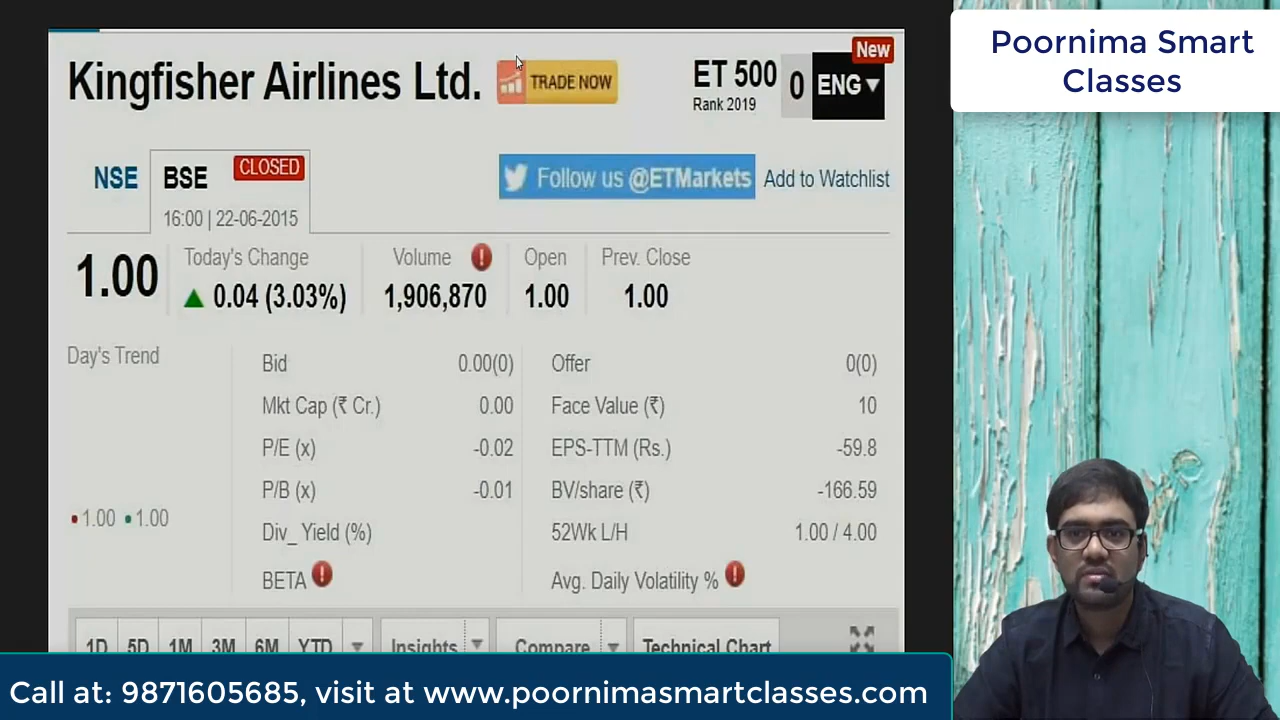 Poornima Smart
Classes
Kingfisher Airlines Ltd.
TRADE NOW
ET 500
Rank 2019
0
New
ENG
NSE
BSE
CLOSED
16:00 | 22-06-2015
Follow us @ETMarkets
Add to Watchlist
1.00
Today's Change
0.04 (3.03%)
Volume
1,906,870
Open
1.00
Prev. Close
1.00
Day's Trend
1.00 1.00
Bid 0.00(0)
Mkt Cap (₹ Cr.) 0.00
P/E (x) -0.02
P/B (x) -0.01
Div_ Yield (%)
BETA
Offer 0(0)
Face Value (₹) 10
EPS-TTM (Rs.) -59.8
BV/share (₹) -166.59
52Wk L/H 1.00 / 4.00
Avg. Daily Volatility %
1D 5D 1M 3M 6M YTD Insights Compare Technical Chart
Call at: 9871605685, visit at www.poornimasmartclasses.com